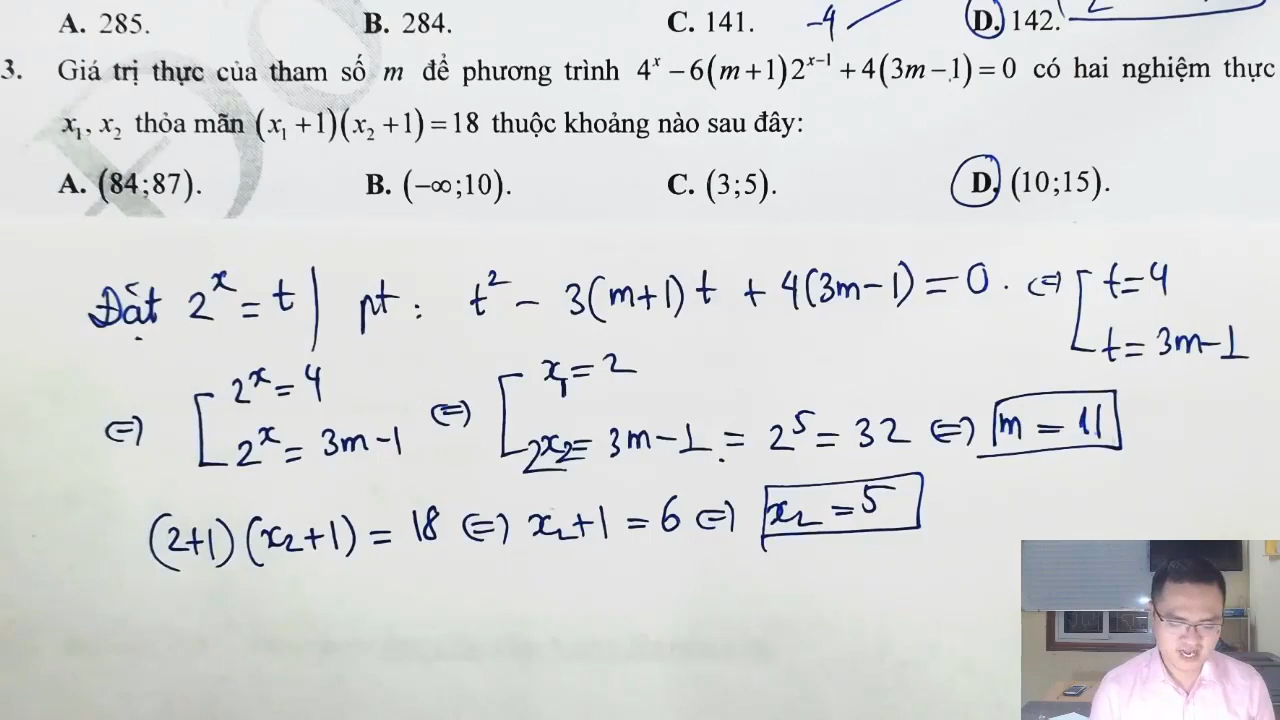 A. 285. B. 284. C. 141. -4 D. 142.
3. Giá trị thực của tham số m để phương trình 4^x − 6(m+1)2^{x−1} + 4(3m−1) = 0 có hai nghiệm thực
x₁, x₂ thỏa mãn (x₁+1)(x₂+1) = 18 thuộc khoảng nào sau đây:
A. (84;87). B. (−∞;10). C. (3;5). D. (10;15).
Đặt 2^x = t | pt : t² − 3(m+1)t + 4(3m−1) = 0. ⇔ [ t = 4
t = 3m−1
⇔ [ 2^x = 4 ⇔ [ x₁ = 2
2^x = 3m−1 2^{x₂} = 3m−1 = 2⁵ = 32 ⇔ m = 11
(2+1)(x₂+1) = 18 ⇔ x₂+1 = 6 ⇔ x₂ = 5